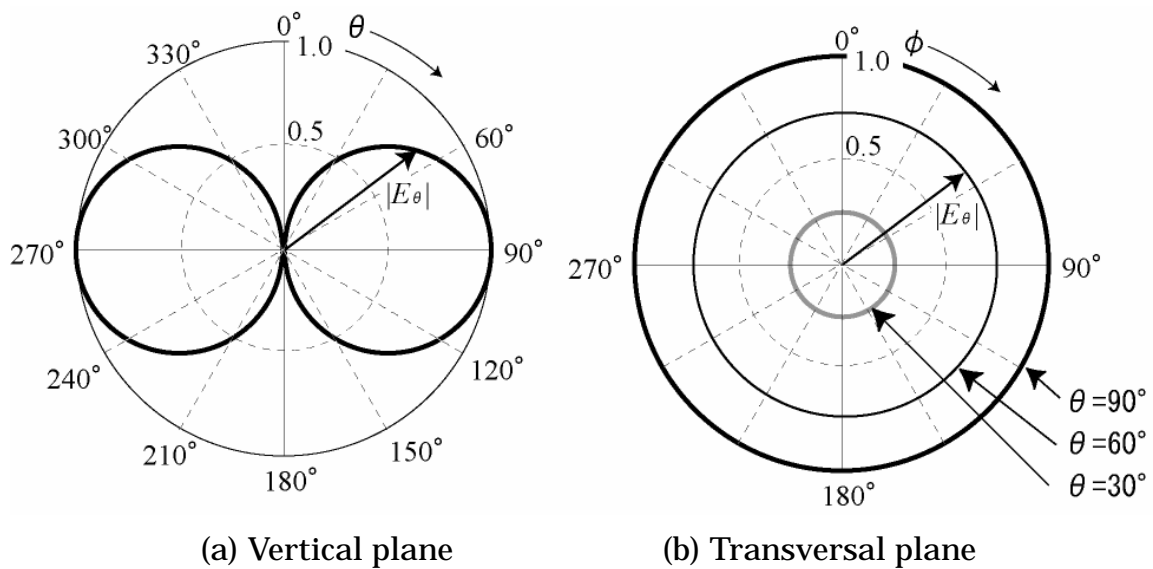 0° θ
1.0
330°
300°
0.5
60°
|Eθ|
270°
90°
240°
120°
210°
150°
180°
(a) Vertical plane
0° ϕ
1.0
0.5
|Eθ|
270°
90°
θ=90°
θ=60°
θ=30°
180°
(b) Transversal plane